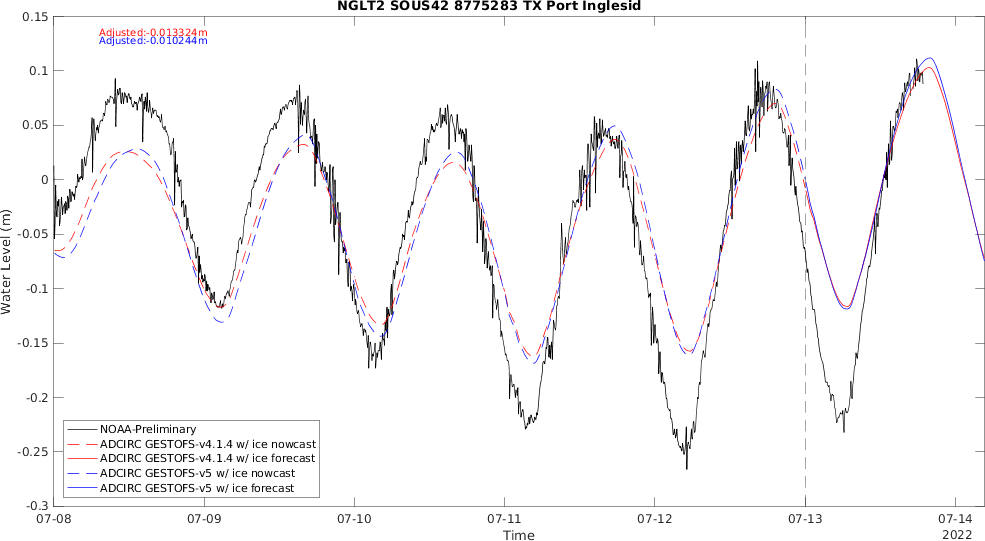 NGLT2 SOUS42 8775283 TX Port Inglesid
Adjusted:-0.013324m
Adjusted:-0.010244m
0.15
0.1
0.05
0
-0.05
-0.1
-0.15
-0.2
-0.25
-0.3
Water Level (m)
NOAA-Preliminary
ADCIRC GESTOFS-v4.1.4 w/ ice nowcast
ADCIRC GESTOFS-v4.1.4 w/ ice forecast
ADCIRC GESTOFS-v5 w/ ice nowcast
ADCIRC GESTOFS-v5 w/ ice forecast
07-08 07-09 07-10 07-11 07-12 07-13 07-14
Time
2022